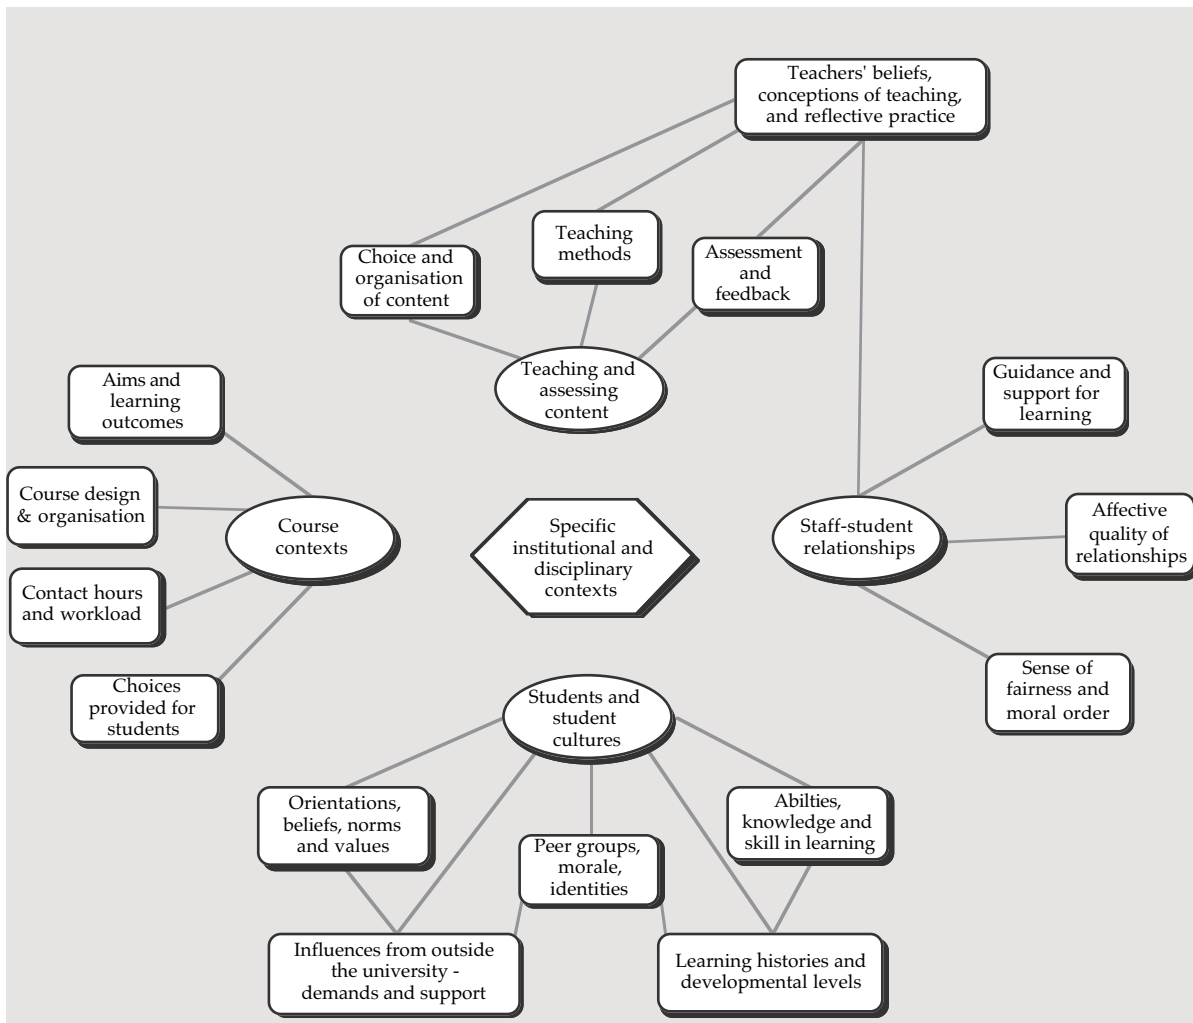 Teachers' beliefs,
conceptions of teaching,
and reflective practice
Teaching
methods
Choice and
organisation
of content
Assessment
and
feedback
Teaching and
assessing
content
Aims and
learning
outcomes
Guidance and
support for
learning
Course design
& organisation
Course
contexts
Specific
institutional and
disciplinary
contexts
Staff-student
relationships
Affective
quality of
relationships
Contact hours
and workload
Choices
provided for
students
Sense of
fairness and
moral order
Students and
student
cultures
Orientations,
beliefs, norms
and values
Peer groups,
morale,
identities
Abilties,
knowledge and
skill in learning
Influences from outside
the university -
demands and support
Learning histories and
developmental levels